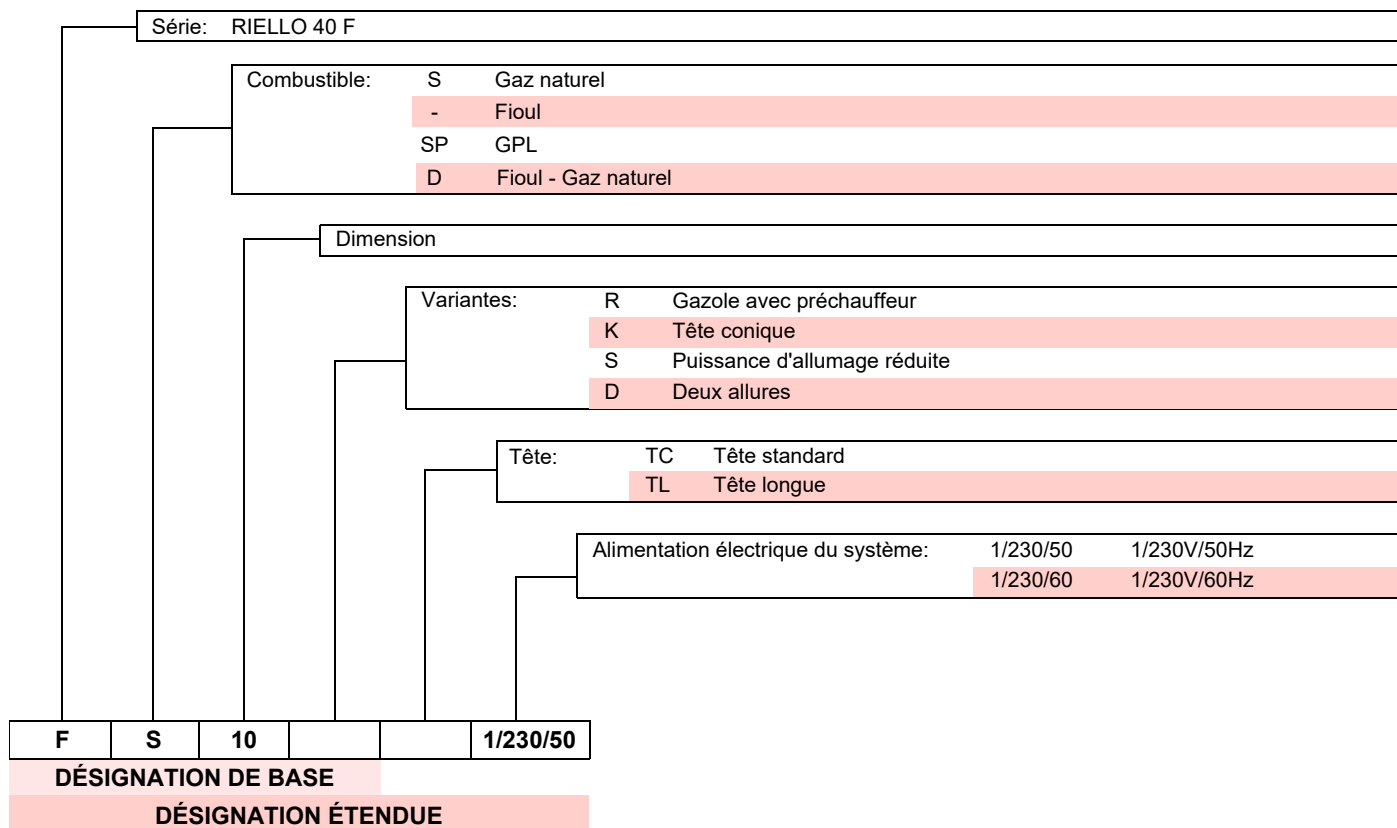 Série: RIELLO 40 F
Combustible: S Gaz naturel
- Fioul
SP GPL
D Fioul - Gaz naturel
Dimension
Variantes: R Gazole avec préchauffeur
K Tête conique
S Puissance d'allumage réduite
D Deux allures
Tête: TC Tête standard
TL Tête longue
Alimentation électrique du système: 1/230/50 1/230V/50Hz
1/230/60 1/230V/60Hz
F S 10 1/230/50
DÉSIGNATION DE BASE
DÉSIGNATION ÉTENDUE